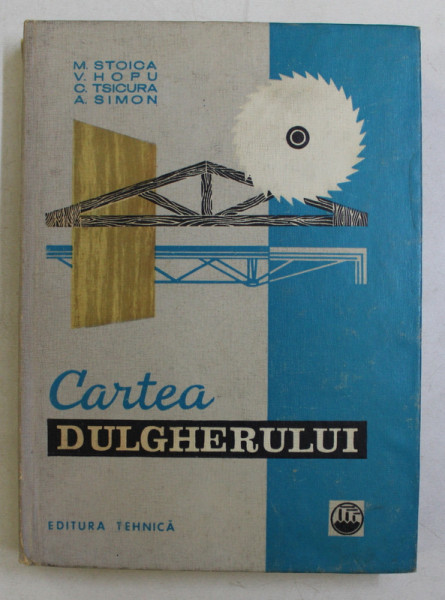 M. STOICA
V. HOPU
C. TSICURA
A. SIMON
Cartea
DULGHERULUI
EDITURA TEHNICĂ